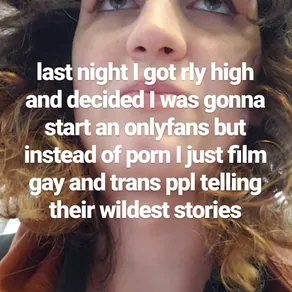 last night I got rly high
and decided I was gonna
start an onlyfans but
instead of porn I just film
gay and trans ppl telling
their wildest stories